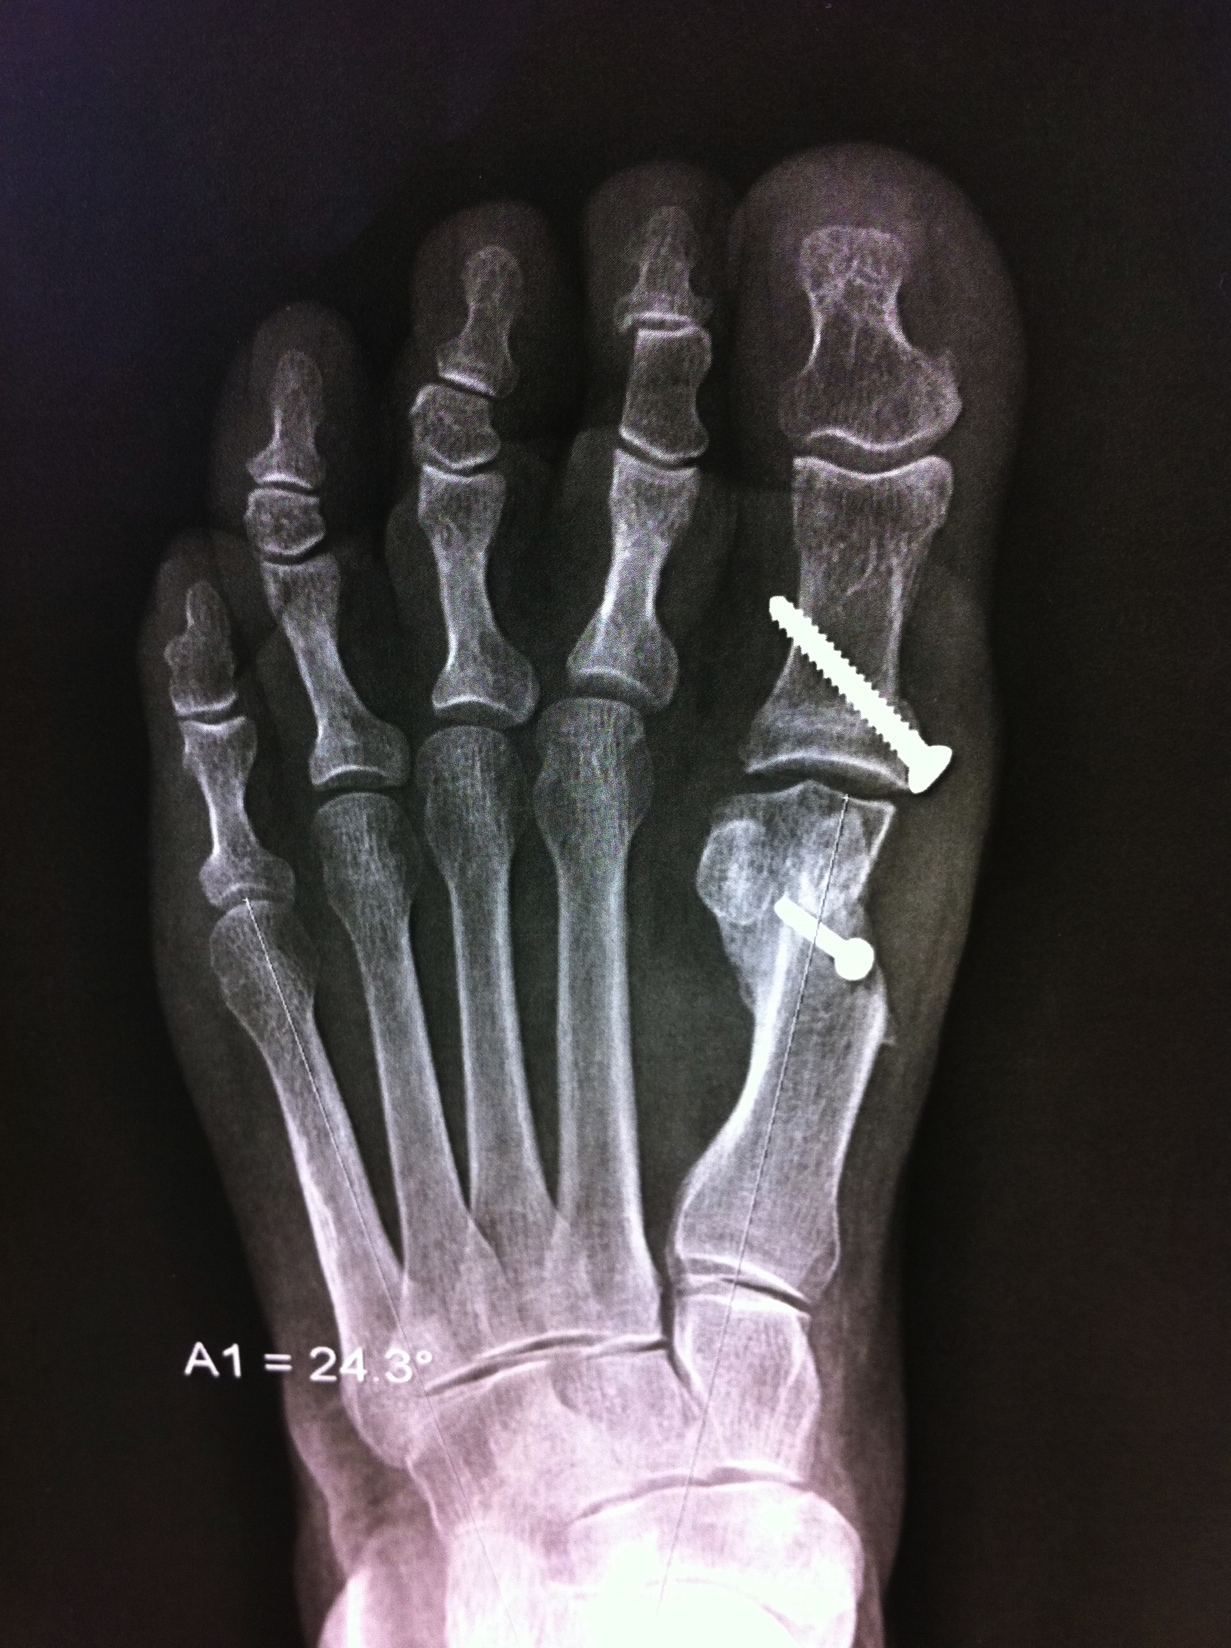 A1 = 24.3°